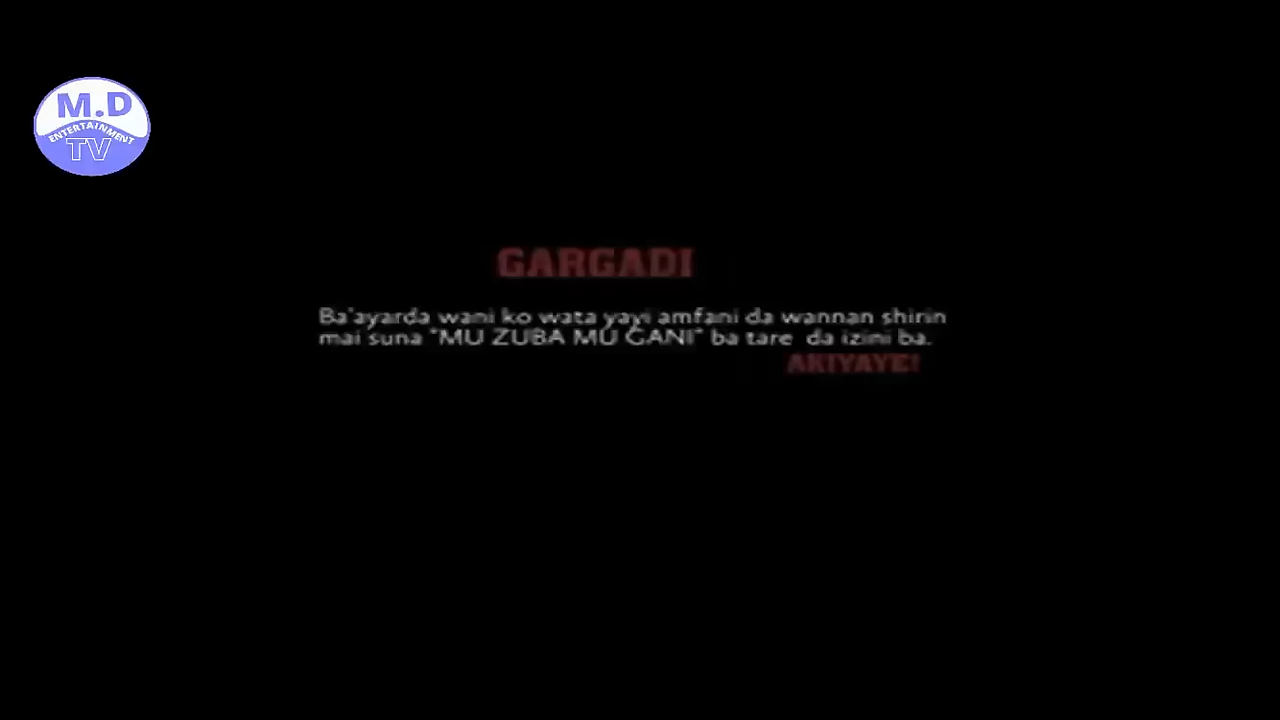 M.D
ENTERTAINMENT
TV
GARGADI
Ba'ayarda wani ko wata yayi amfani da wannan shirin
mai suna "MU ZUBA MU GANI" ba tare da izini ba.
AKIYAYE!